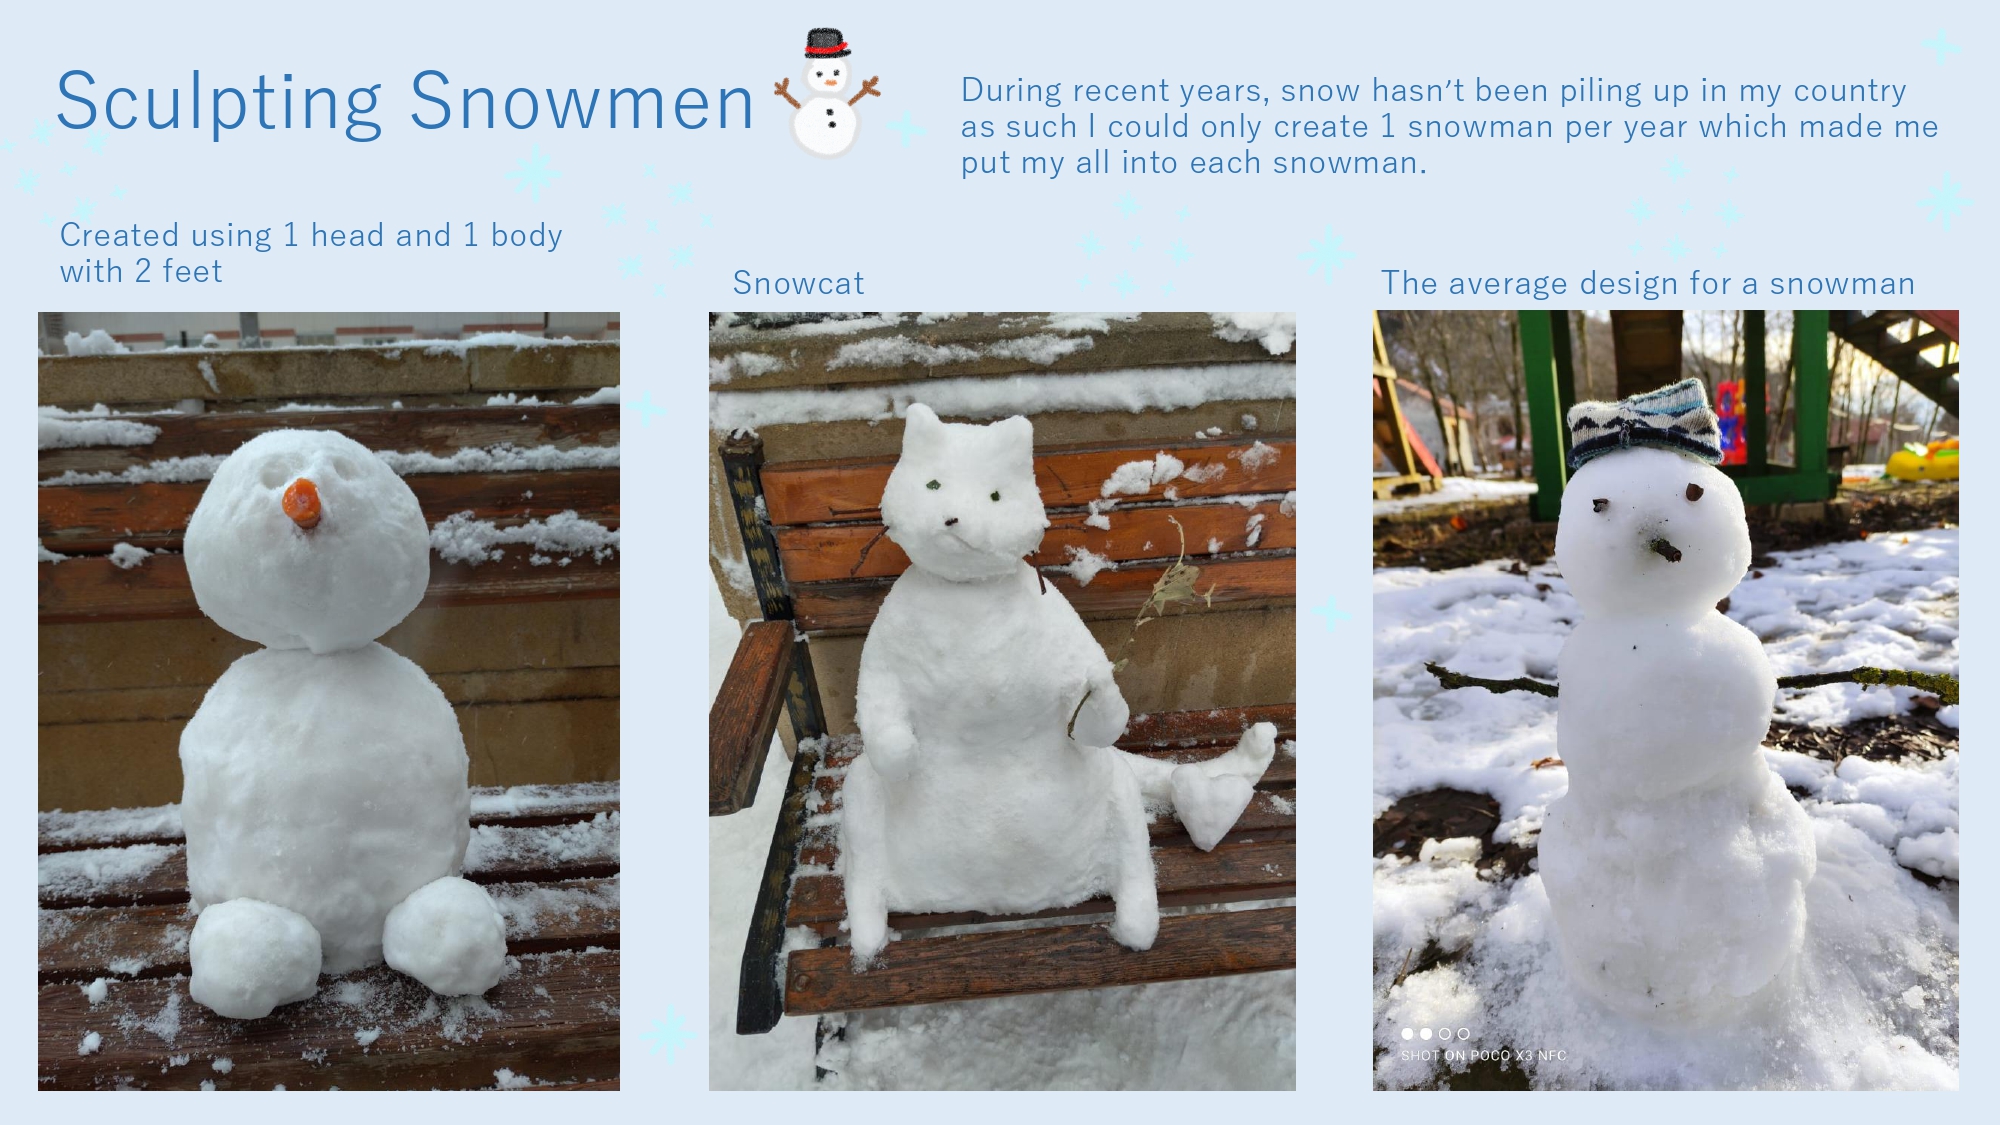 Sculpting Snowmen
During recent years, snow hasn't been piling up in my country
as such I could only create 1 snowman per year which made me
put my all into each snowman.
Created using 1 head and 1 body
with 2 feet
Snowcat
The average design for a snowman
SHOT ON POCO X3 NFC